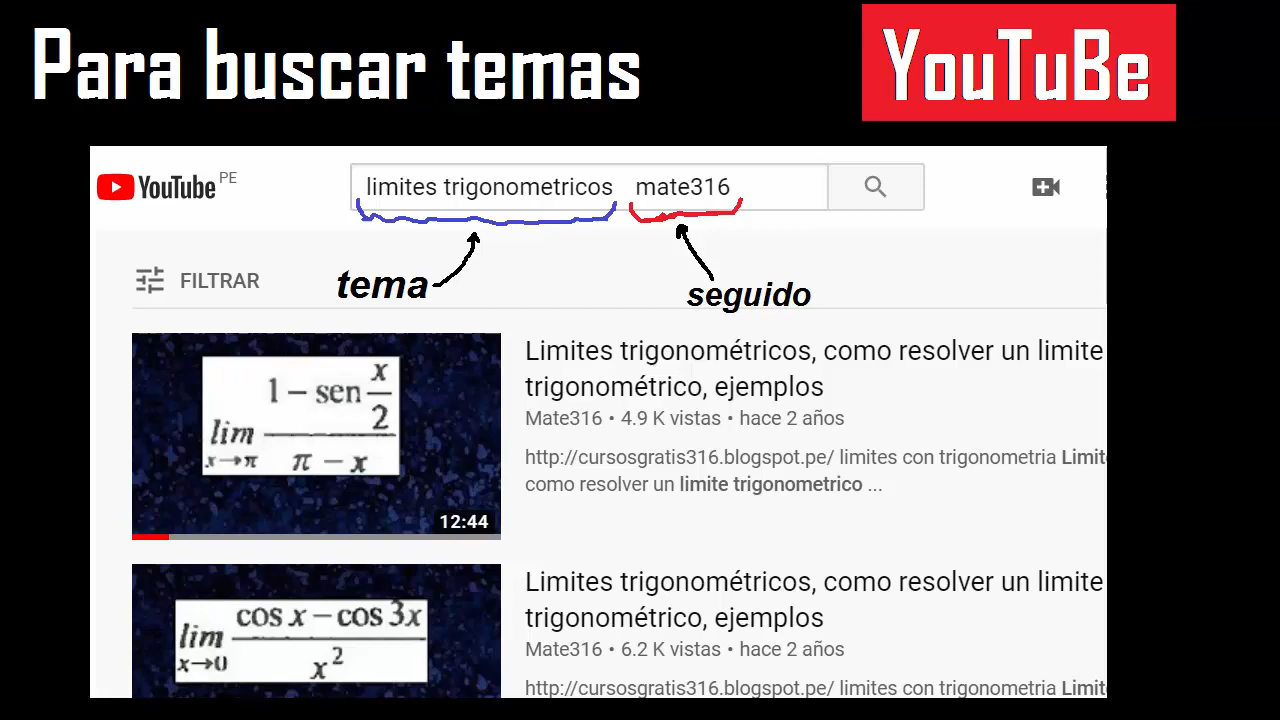 Para buscar temas
YouTuBe
YouTube PE
limites trigonometricos mate316
tema
seguido
FILTRAR
lim x→π 1 − sen x/2 / π − x
12:44
Limites trigonométricos, como resolver un limite
trigonométrico, ejemplos
Mate316 • 4.9 K vistas • hace 2 años
http://cursosgratis316.blogspot.pe/ limites con trigonometria Limit
como resolver un limite trigonometrico ...
lim x→0 cos x − cos 3x / x²
Limites trigonométricos, como resolver un limite
trigonométrico, ejemplos
Mate316 • 6.2 K vistas • hace 2 años
http://cursosgratis316.blogspot.pe/ limites con trigonometria Limit